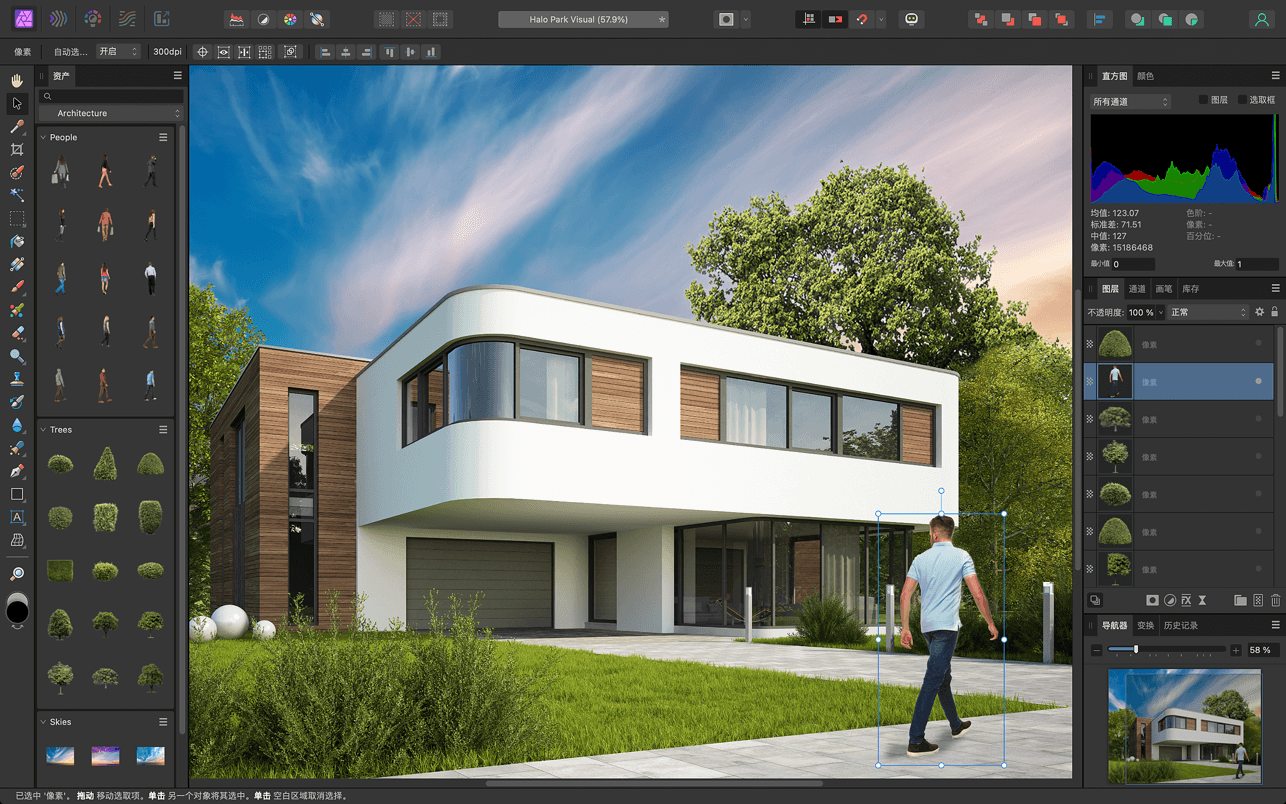 Halo Park Visual (57.9%)
像素
自动选...
开启
300dpi
资产
Architecture
People
Trees
Skies
直方图
颜色
所有通道
图层
选取框
均值: 123.07
标准差: 71.51
中值: 127
像素: 15186468
色阶: -
像素: -
百分位: -
最小值 0
最大值: 1
图层
通道
画笔
库存
不透明度: 100 %
正常
像素
像素
像素
像素
像素
像素
像素
导航器
变换
历史记录
58 %
已选中 '像素'。 拖动 移动选取项。单击 另一个对象将其选中。单击 空白区域取消选择。